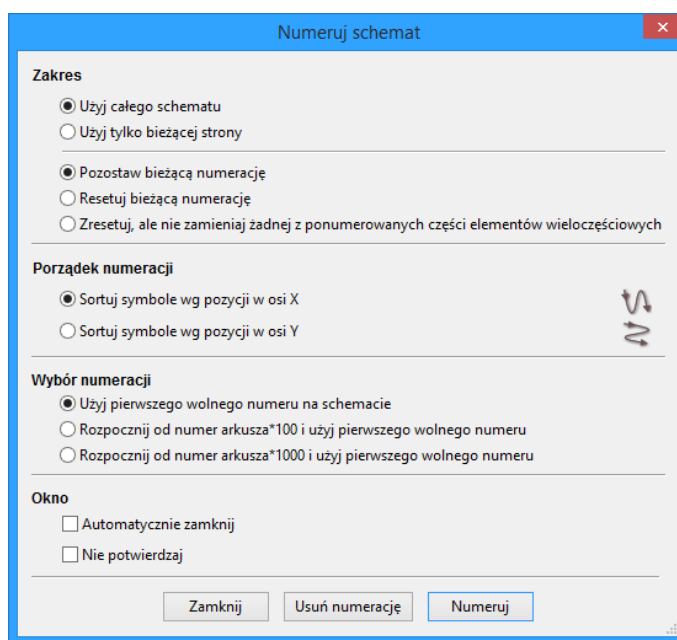 Numeruj schemat
Zakres
Użyj całego schematu
Użyj tylko bieżącej strony
Pozostaw bieżącą numerację
Resetuj bieżącą numerację
Zresetuj, ale nie zamieniaj żadnej z ponumerowanych części elementów wieloczęściowych
Porządek numeracji
Sortuj symbole wg pozycji w osi X
Sortuj symbole wg pozycji w osi Y
Wybór numeracji
Użyj pierwszego wolnego numeru na schemacie
Rozpocznij od numer arkusza*100 i użyj pierwszego wolnego numeru
Rozpocznij od numer arkusza*1000 i użyj pierwszego wolnego numeru
Okno
Automatycznie zamknij
Nie potwierdzaj
Zamknij Usuń numerację Numeruj